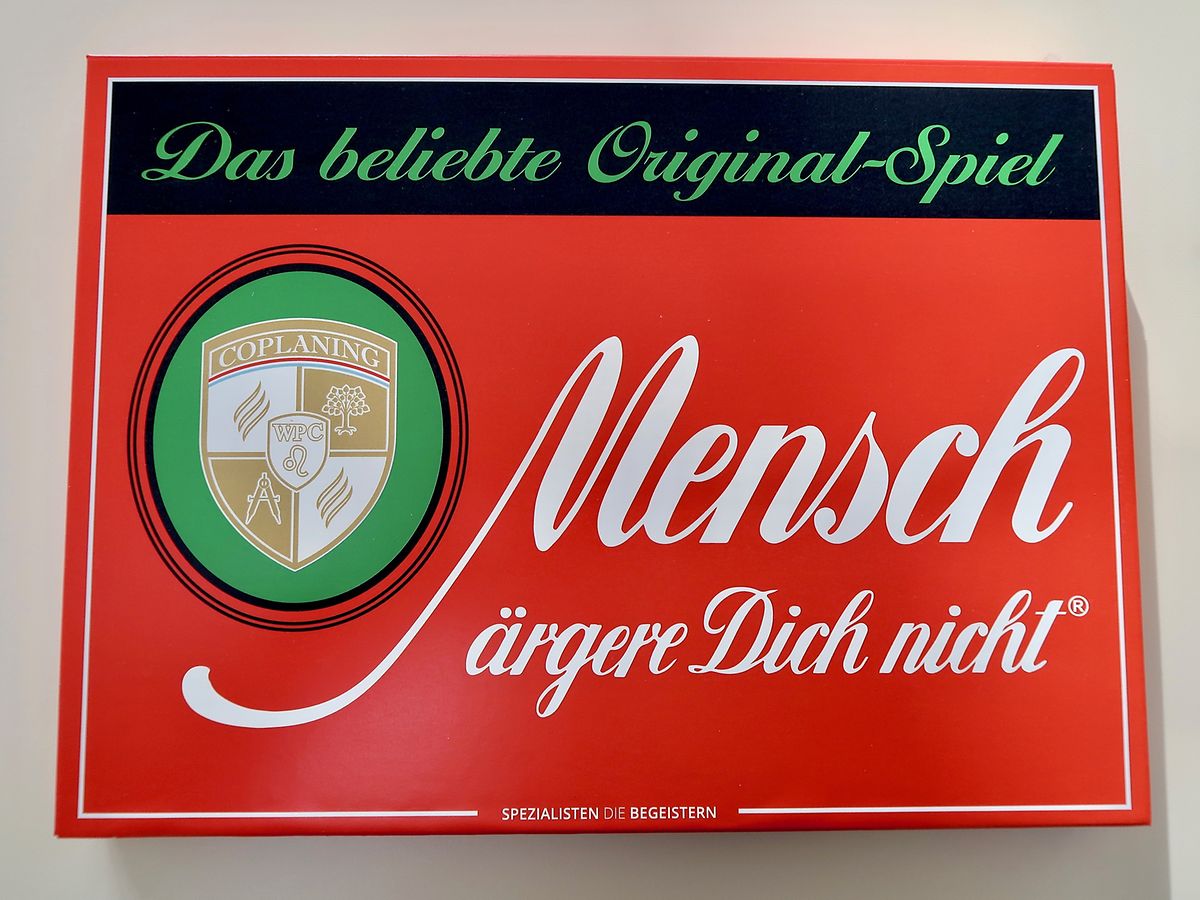 Das beliebte Original-Spiel
COPLANING
WPC
Mensch
ärgere Dich nicht®
SPEZIALISTEN DIE BEGEISTERN